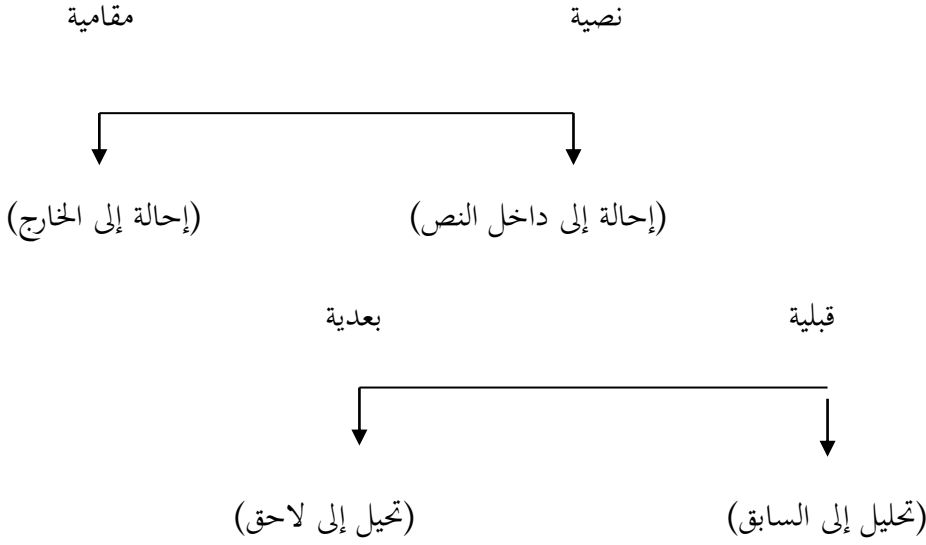 نصية مقامية
(إحالة إلى داخل النص) (إحالة إلى الخارج)
قبلية بعدية
(تحليل إلى السابق) (تحيل إلى لاحق)